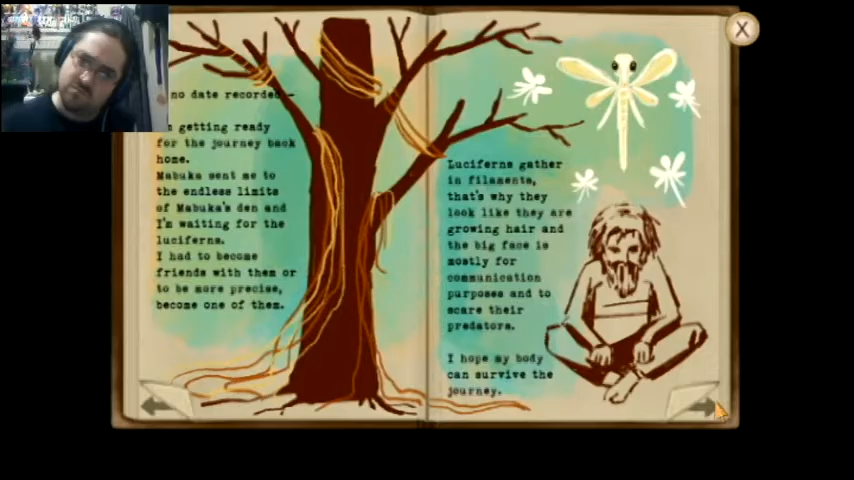 no date recorded -
getting ready
for the journey back
home.
Mabuka sent me to
the endless limits
of Mabuka's den and
I'm waiting for the
luciferns.
I had to become
friends with them or
to be more precise,
become one of them.
Luciferns gather
in filaments,
that's why they
look like they are
growing hair and
the big face is
mostly for
communication
purposes and to
scare their
predators.
I hope my body
can survive the
journey.
X